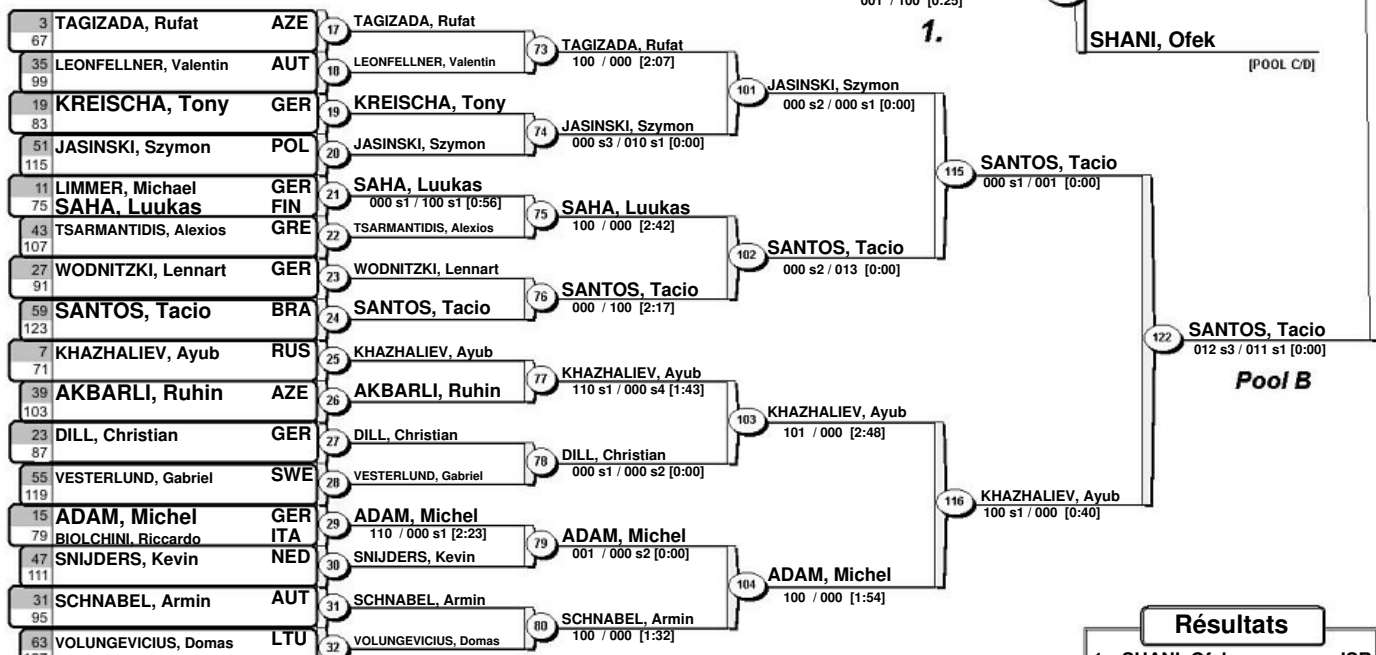 001 / 100 [0:25]
1.
SHANI, Ofek
[POOL C/D]
3 TAGIZADA, Rufat AZE
67
35 LEONFELLNER, Valentin AUT
99
19 KREISCHA, Tony GER
83
51 JASINSKI, Szymon POL
115
11 LIMMER, Michael GER
75 SAHA, Luukas FIN
43 TSARMANTIDIS, Alexios GRE
107
27 WODNITZKI, Lennart GER
91
59 SANTOS, Tacio BRA
123
7 KHAZHALIEV, Ayub RUS
71
39 AKBARLI, Ruhin AZE
103
23 DILL, Christian GER
87
55 VESTERLUND, Gabriel SWE
119
15 ADAM, Michel GER
79 BIOLCHINI, Riccardo ITA
47 SNIJDERS, Kevin NED
111
31 SCHNABEL, Armin AUT
95
63 VOLUNGEVICIUS, Domas LTU
17 TAGIZADA, Rufat
18 LEONFELLNER, Valentin
19 KREISCHA, Tony
20 JASINSKI, Szymon
21 SAHA, Luukas
000 s1 / 100 s1 [0:56]
22 TSARMANTIDIS, Alexios
23 WODNITZKI, Lennart
24 SANTOS, Tacio
25 KHAZHALIEV, Ayub
26 AKBARLI, Ruhin
27 DILL, Christian
28 VESTERLUND, Gabriel
29 ADAM, Michel
110 / 000 s1 [2:23]
30 SNIJDERS, Kevin
31 SCHNABEL, Armin
32 VOLUNGEVICIUS, Domas
73 TAGIZADA, Rufat
100 / 000 [2:07]
74 JASINSKI, Szymon
000 s3 / 010 s1 [0:00]
75 SAHA, Luukas
100 / 000 [2:42]
76 SANTOS, Tacio
000 / 100 [2:17]
77 KHAZHALIEV, Ayub
110 s1 / 000 s4 [1:43]
78 DILL, Christian
000 s1 / 000 s2 [0:00]
79 ADAM, Michel
001 / 000 s2 [0:00]
80 SCHNABEL, Armin
100 / 000 [1:32]
101 JASINSKI, Szymon
000 s2 / 000 s1 [0:00]
102 SANTOS, Tacio
000 s2 / 013 [0:00]
103 KHAZHALIEV, Ayub
101 / 000 [2:48]
104 ADAM, Michel
100 / 000 [1:54]
115 SANTOS, Tacio
000 s1 / 001 [0:00]
116 KHAZHALIEV, Ayub
100 s1 / 000 [0:40]
122 SANTOS, Tacio
012 s3 / 011 s1 [0:00]
Pool B
Résultats